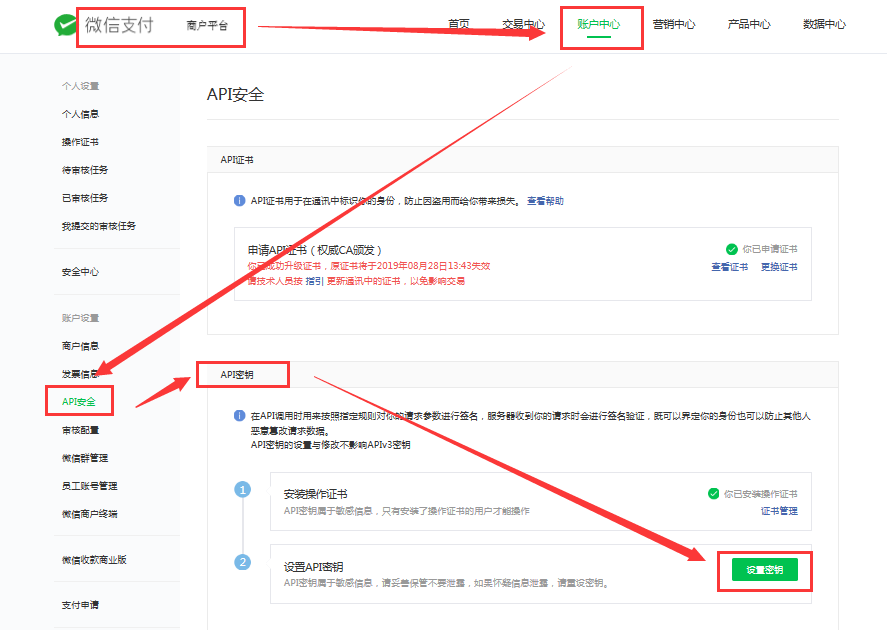 微信支付 商户平台 首页 交易中心 账户中心 营销中心 产品中心 数据中心
个人设置
个人信息
操作证书
待审核任务
已审核任务
我提交的审核任务
安全中心
账户设置
商户信息
发票信息
API安全
审核配置
微信群管理
员工账号管理
微信商户终端
微信收款商业版
支付申请
API安全
API证书
API证书用于在通讯中标识你的身份，防止因盗用而给你带来损失。 查看帮助
申请API证书（权威CA颁发）
你已成功升级证书，原证书将于2019年08月28日13:43失效
请技术人员按 指引 更新通讯中的证书，以免影响交易
你已申请证书
查看证书 更换证书
API密钥
在API调用时用来按照指定规则对你的请求参数进行签名，服务器收到你的请求时会进行签名验证，既可以界定你的身份也可以防止其他人
恶意篡改请求数据。
API密钥的设置与修改不影响APIv3密钥
1
安装操作证书
API密钥属于敏感信息，只有安装了操作证书的用户才能操作
你已安装操作证书
证书管理
2
设置API密钥
API密钥属于敏感信息，请妥善保管不要泄露，如果怀疑信息泄露，请重设密钥。
设置密钥